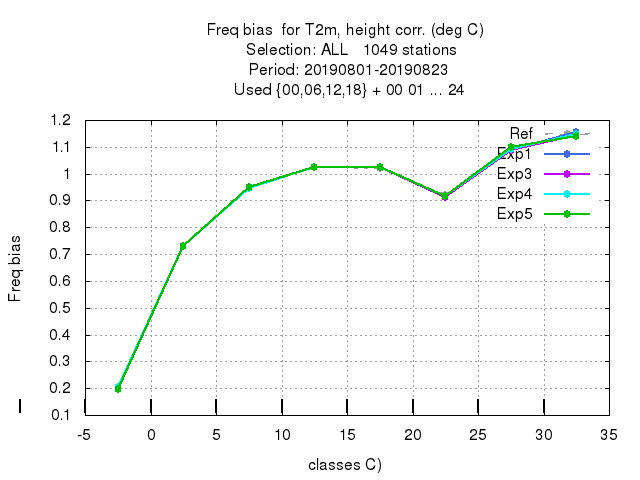 Freq bias for T2m, height corr. (deg C)
Selection: ALL 1049 stations
Period: 20190801-20190823
Used {00,06,12,18} + 00 01 ... 24
1.2
1.1
1
0.9
0.8
0.7
0.6
0.5
0.4
0.3
0.2
0.1
Freq bias
Ref
Exp1
Exp3
Exp4
Exp5
-5 0 5 10 15 20 25 30 35
classes C)